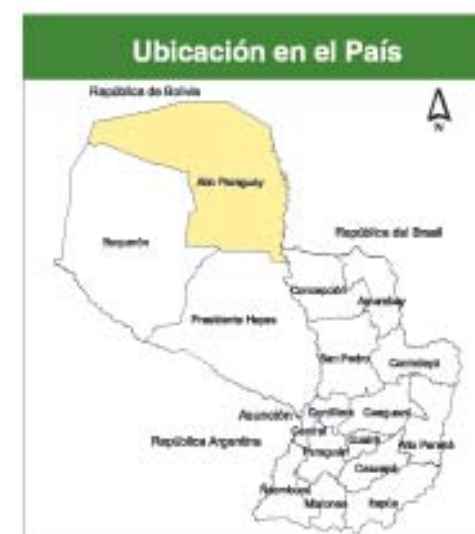 Ubicación en el País
República de Bolivia
N
Alto Paraguay
República del Brasil
Boquerón
Concepción
Amambay
Presidente Hayes
San Pedro
Canindeyú
Asunción
Cordillera
Caaguazú
Central
República Argentina
Guairá
Alto Paraná
Paraguarí
Caazapá
Ñeembucú
Misiones
Itapúa